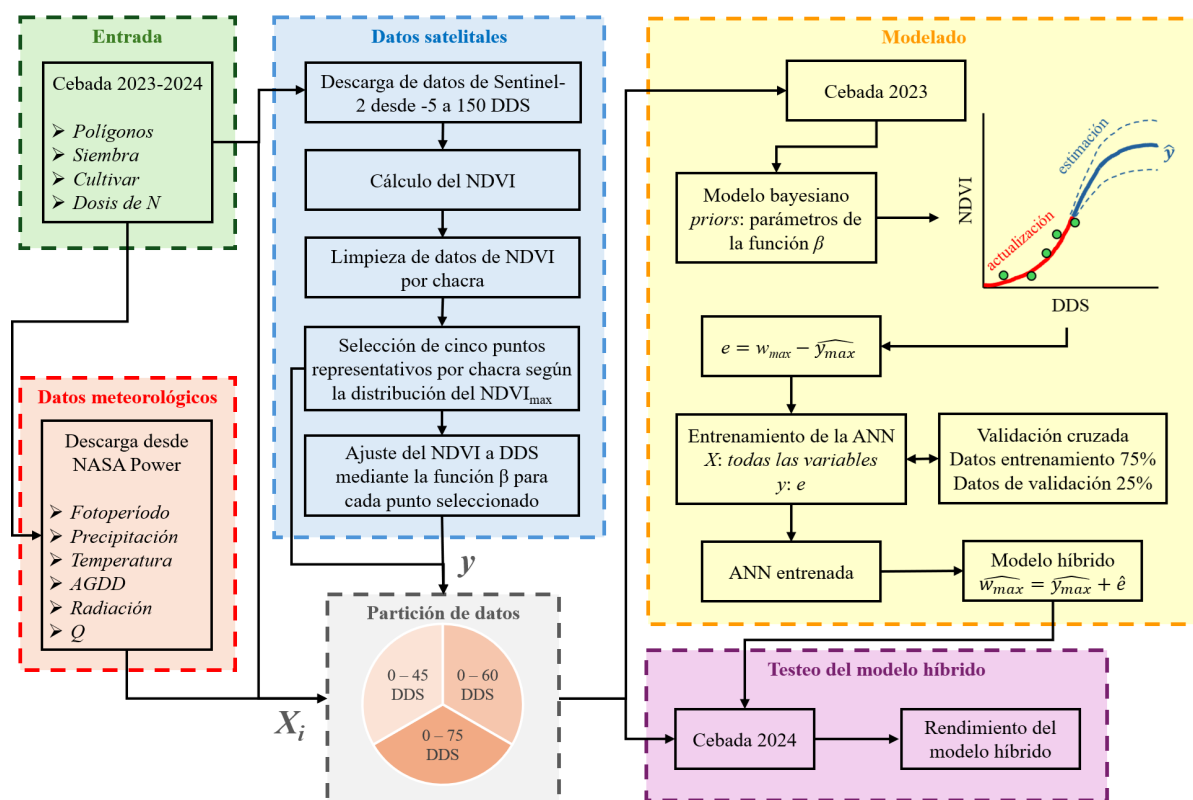 Entrada
Cebada 2023-2024
➢ Polígonos
➢ Siembra
➢ Cultivar
➢ Dosis de N
Datos meteorológicos
Descarga desde
NASA Power
➢ Fotoperíodo
➢ Precipitación
➢ Temperatura
➢ AGDD
➢ Radiación
➢ Q
Datos satelitales
Descarga de datos de Sentinel-
2 desde -5 a 150 DDS
Cálculo del NDVI
Limpieza de datos de NDVI
por chacra
Selección de cinco puntos
representativos por chacra según
la distribución del NDVImax
Ajuste del NDVI a DDS
mediante la función β para
cada punto seleccionado
y
Xi
Partición de datos
0 – 45
DDS
0 – 60
DDS
0 – 75
DDS
Modelado
Cebada 2023
Modelo bayesiano
priors: parámetros de
la función β
NDVI
actualización
estimación
ŷ
DDS
e = wmax − \widehat{ymax}
Entrenamiento de la ANN
X: todas las variables
y: e
Validación cruzada
Datos entrenamiento 75%
Datos de validación 25%
ANN entrenada
Modelo híbrido
\widehat{wmax} = \widehat{ymax} + ê
Testeo del modelo híbrido
Cebada 2024
Rendimiento del
modelo híbrido